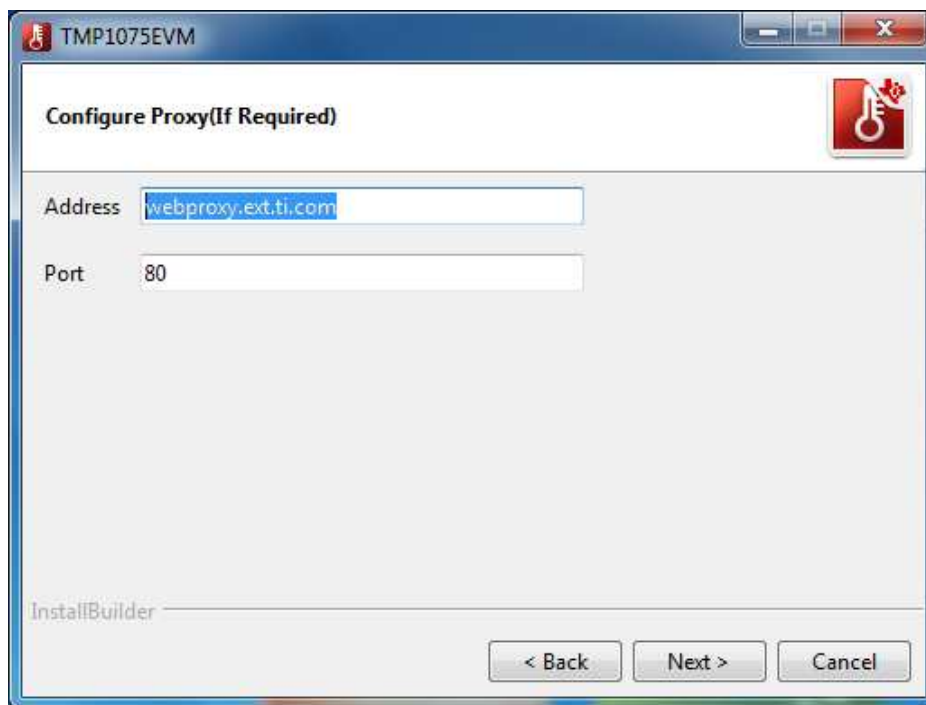 TMP1075EVM
Configure Proxy(If Required)
Address webproxy.ext.ti.com
Port 80
InstallBuilder
< Back Next > Cancel